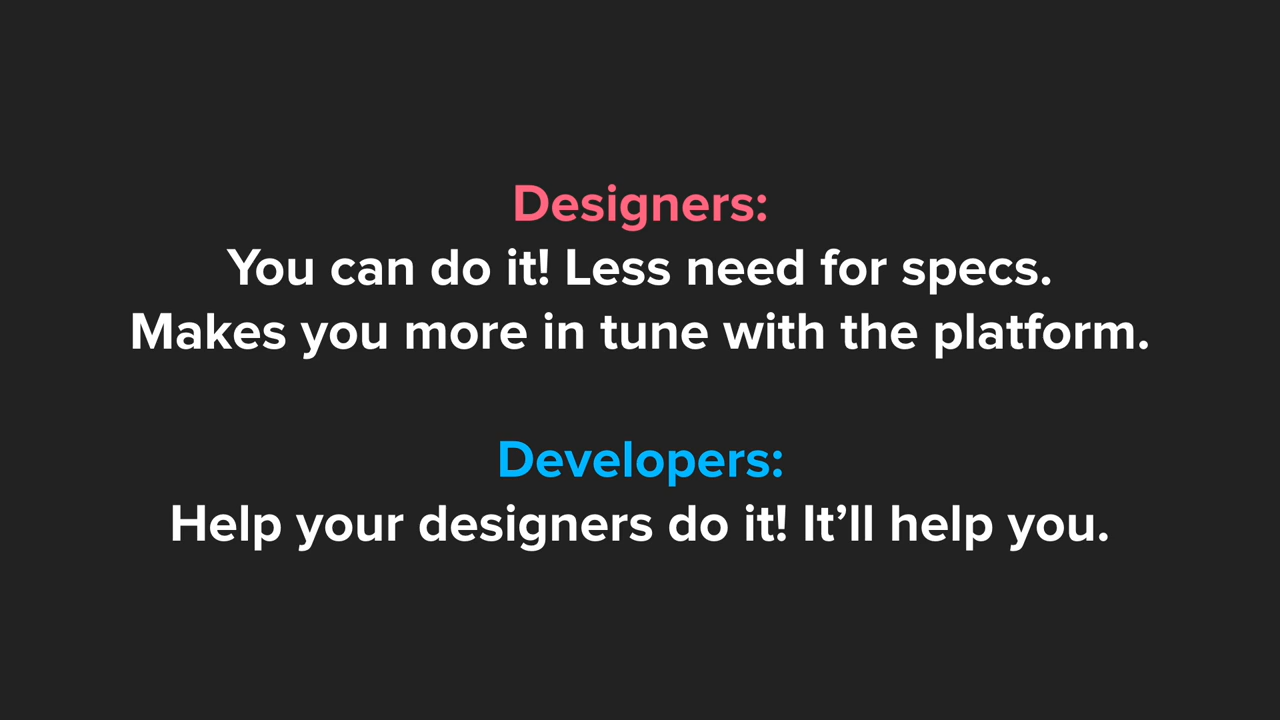 Designers:
You can do it! Less need for specs.
Makes you more in tune with the platform.
Developers:
Help your designers do it! It’ll help you.